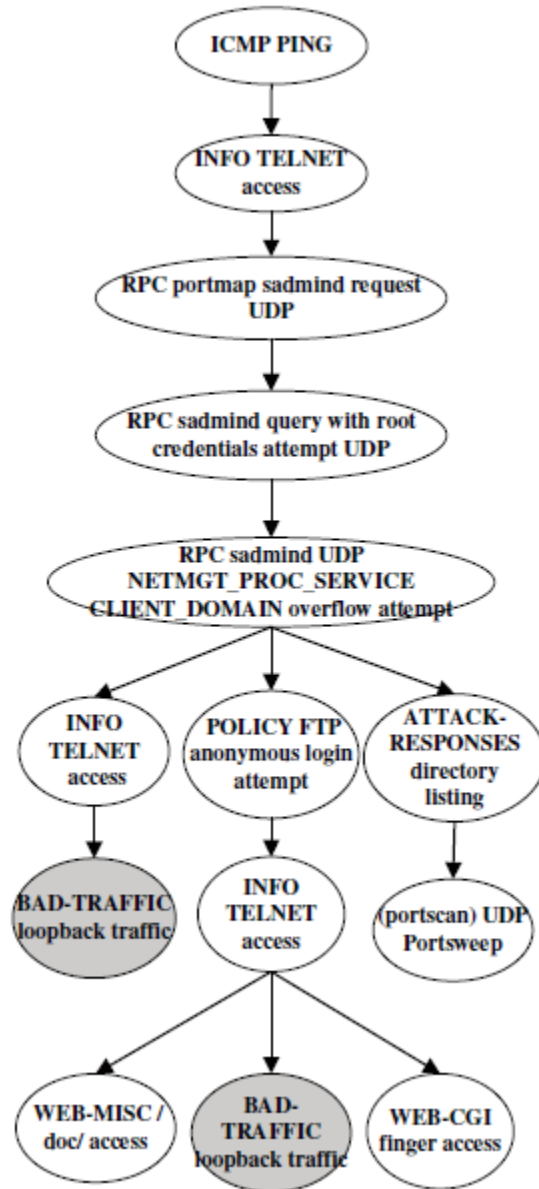 ICMP PING
INFO TELNET
access
RPC portmap sadmind request
UDP
RPC sadmind query with root
credentials attempt UDP
RPC sadmind UDP
NETMGT_PROC_SERVICE
CLIENT_DOMAIN overflow attempt
INFO
TELNET
access
POLICY FTP
anonymous login
attempt
ATTACK-
RESPONSES
directory
listing
BAD-TRAFFIC
loopback traffic
INFO
TELNET
access
(portscan) UDP
Portsweep
WEB-MISC /
doc/ access
BAD-
TRAFFIC
loopback traffic
WEB-CGI
finger access